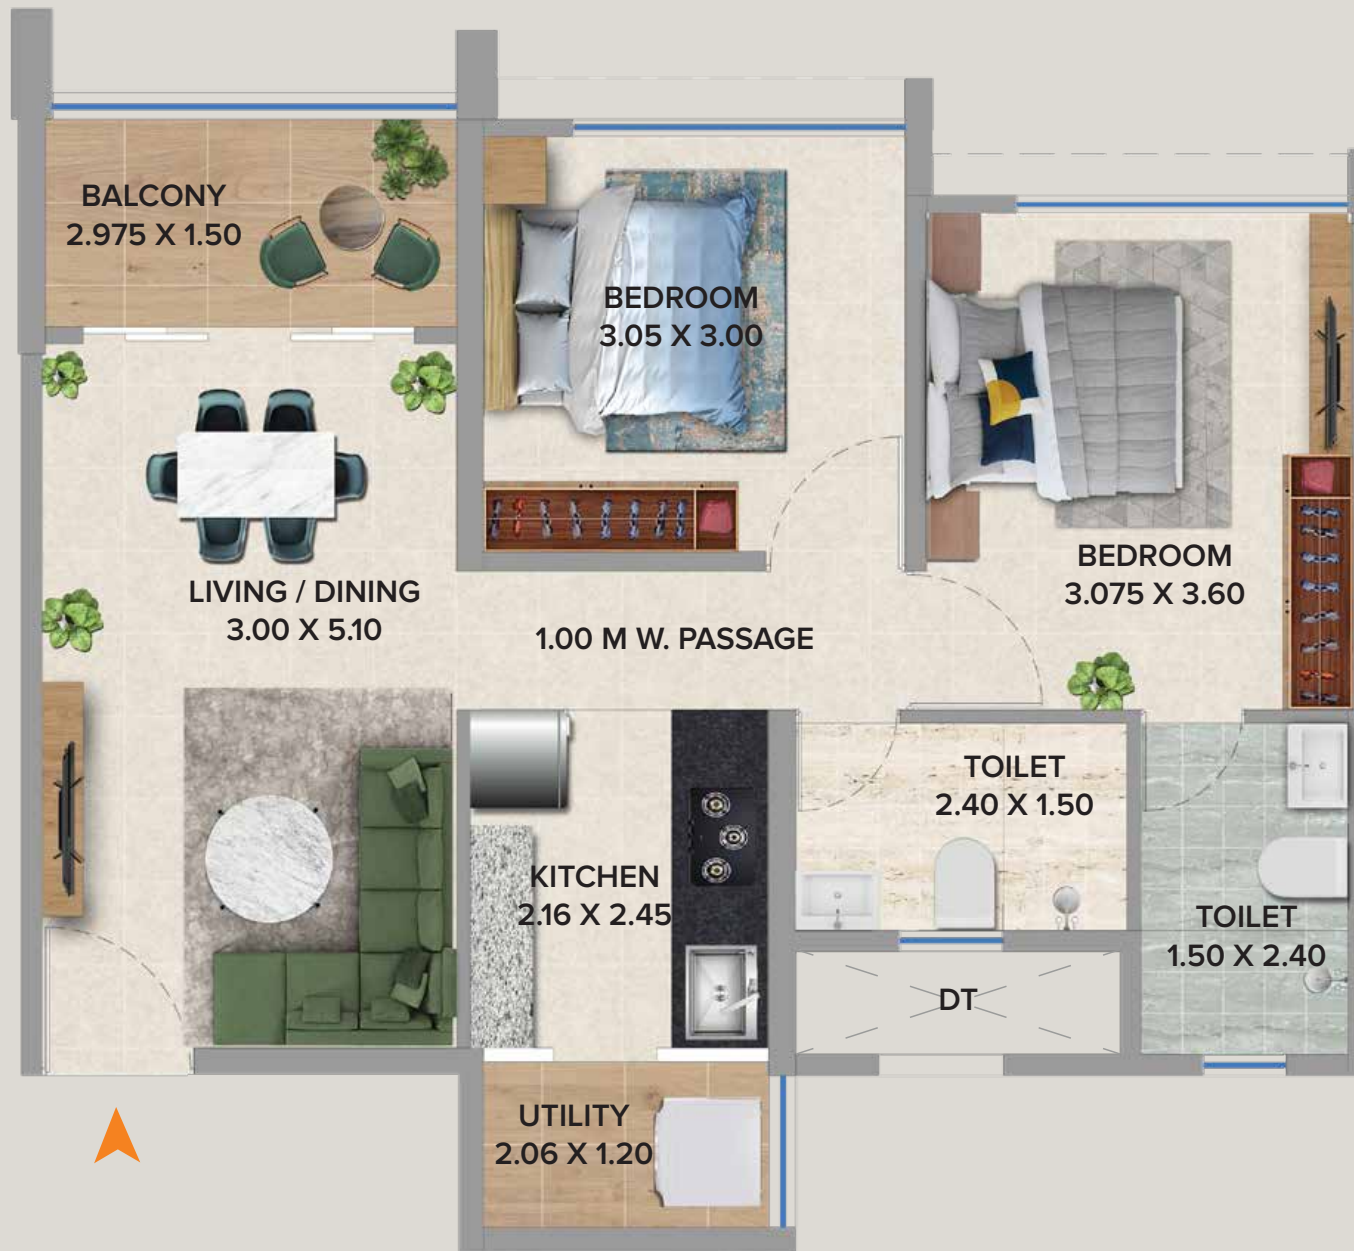 BALCONY
2.975 X 1.50
BEDROOM
3.05 X 3.00
BEDROOM
3.075 X 3.60
LIVING / DINING
3.00 X 5.10
1.00 M W. PASSAGE
TOILET
2.40 X 1.50
KITCHEN
2.16 X 2.45
TOILET
1.50 X 2.40
DT
UTILITY
2.06 X 1.20